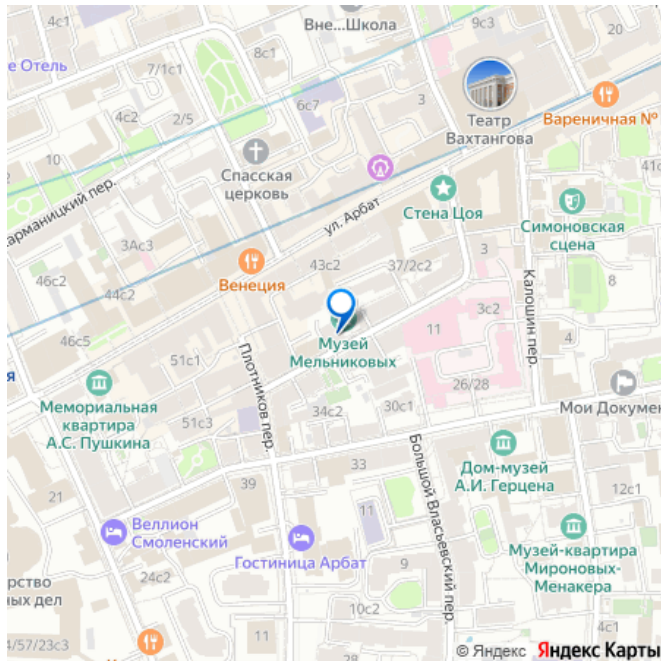 Вне...Школа
20
8с1
е Отель
7/1с1
4с2
2/5
6с7
3
Театр
Вахтангова
Вареничная №
Спасская
церковь
Стена Цоя
41с
Симоновская
сцена
арманицкий пер.
ул. Арбат
3Ас3
46с2
44с2
Венеция
43с2
37/2с2
3
Калошин пер.
8
46с5
51с1
Музей
Мельниковых
11
3с2
4
я
Мемориальная
квартира
А.С. Пушкина
51с3
Плотников пер.
34с2
30с1
26/28
Мои Докумен
Большой Власьевский пер.
Дом-музей
А.И. Герцена
33
39
21
12с1
Веллион
Смоленский
11
Гостиница Арбат
Музей-квартира
Мироновых-
Менакера
24с2
9
10с2
рство
ных дел
4/57/23с3
11
28
4с1
© Яндекс Яндекс Карты